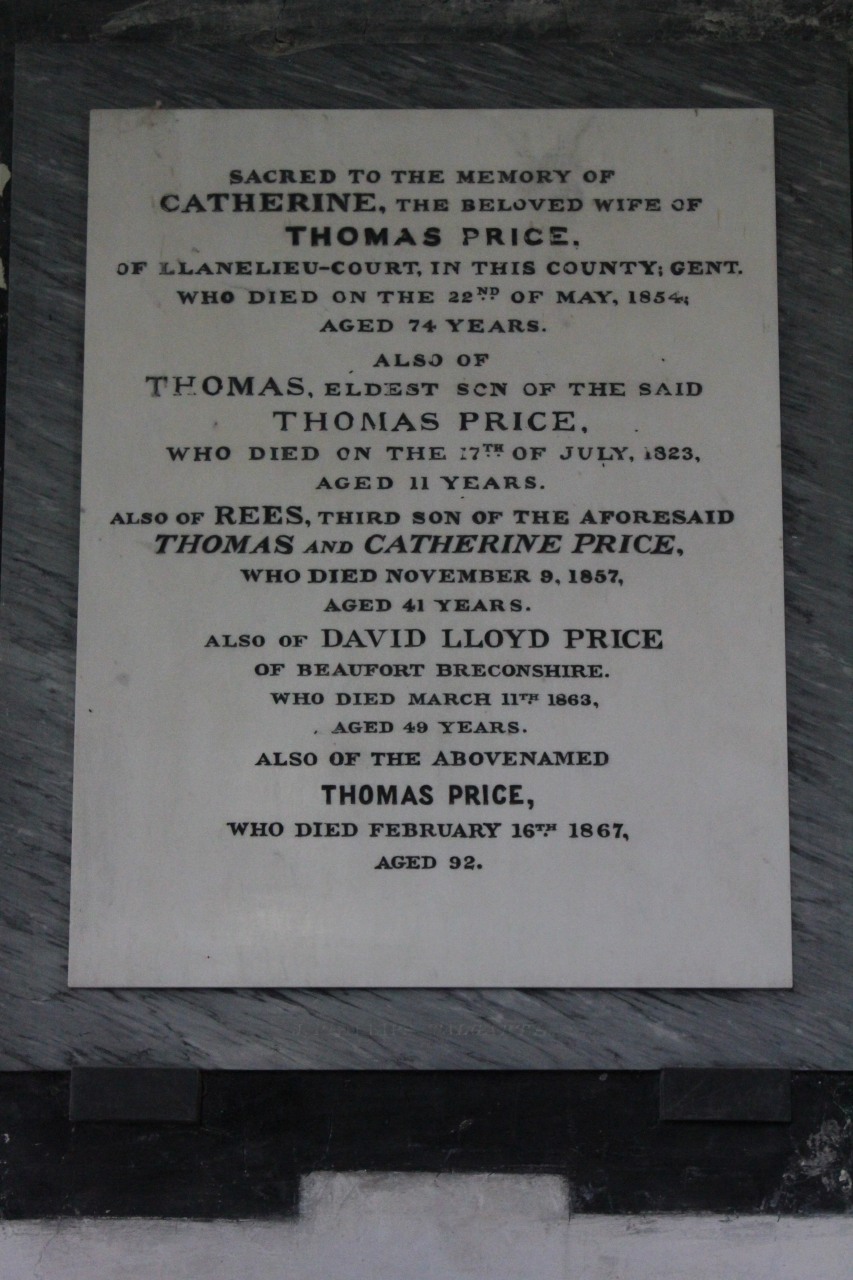 SACRED TO THE MEMORY OF
CATHERINE, THE BELOVED WIFE OF
THOMAS PRICE,
OF LLANELIEU-COURT, IN THIS COUNTY; GENT.
WHO DIED ON THE 22ND OF MAY, 1854;
AGED 74 YEARS.
ALSO OF
THOMAS, ELDEST SON OF THE SAID
THOMAS PRICE,
WHO DIED ON THE 17TH OF JULY, 1823,
AGED 11 YEARS.
ALSO OF REES, THIRD SON OF THE AFORESAID
THOMAS AND CATHERINE PRICE,
WHO DIED NOVEMBER 9, 1857,
AGED 41 YEARS.
ALSO OF DAVID LLOYD PRICE
OF BEAUFORT BRECONSHIRE.
WHO DIED MARCH 11TH 1863,
AGED 49 YEARS.
ALSO OF THE ABOVENAMED
THOMAS PRICE,
WHO DIED FEBRUARY 16TH 1867,
AGED 92.